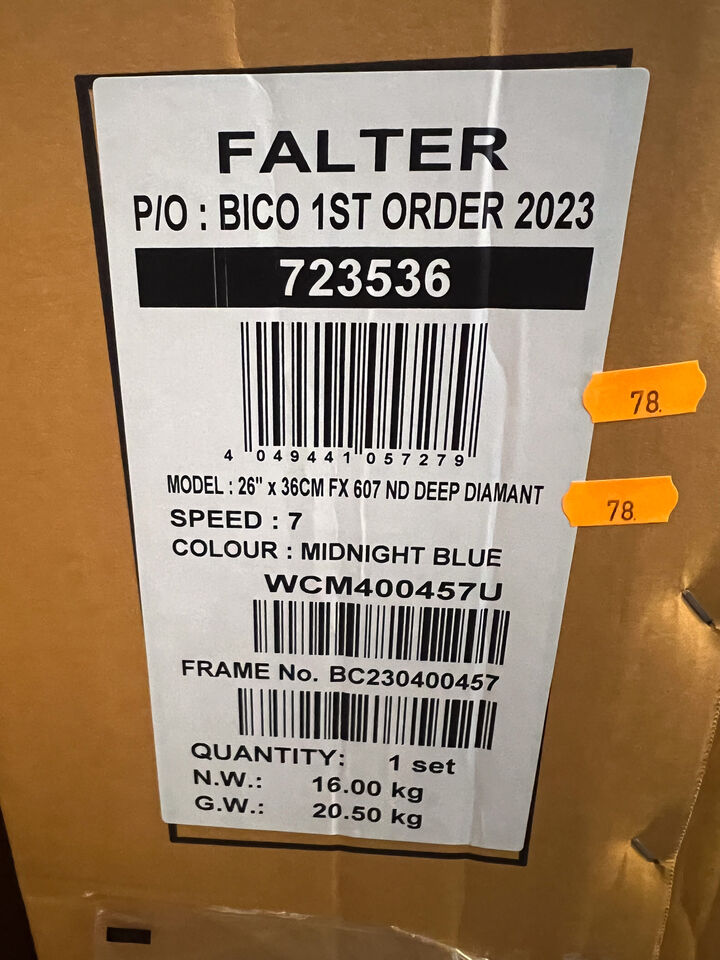 FALTER
P/O : BICO 1ST ORDER 2023
723536
4 049441 057279
78.
MODEL : 26" x 36CM FX 607 ND DEEP DIAMANT
78.
SPEED : 7
COLOUR : MIDNIGHT BLUE
WCM400457U
FRAME No. BC230400457
QUANTITY: 1 set
N.W.: 16.00 kg
G.W.: 20.50 kg